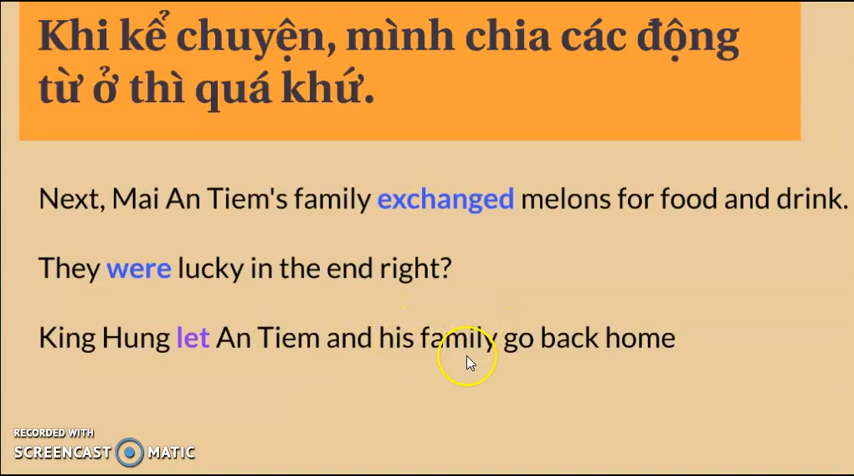 Khi kể chuyện, mình chia các động
từ ở thì quá khứ.
Next, Mai An Tiem's family exchanged melons for food and drink.
They were lucky in the end right?
King Hung let An Tiem and his family go back home
RECORDED WITH
SCREENCAST MATIC